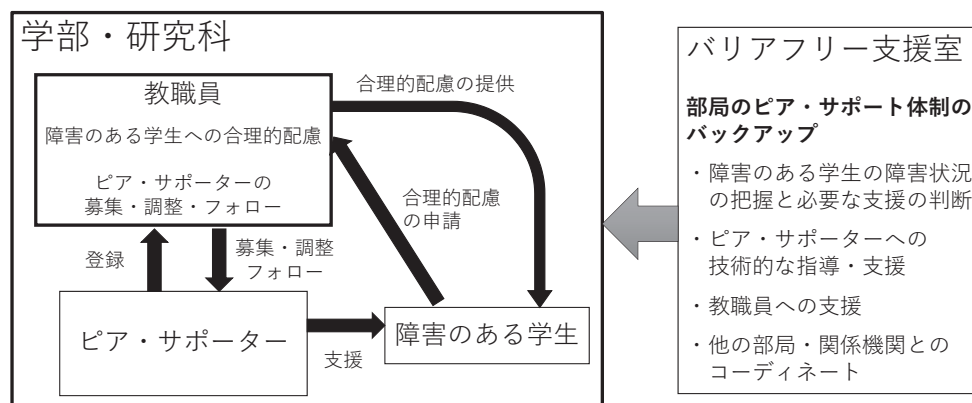 学部・研究科
教職員
障害のある学生への合理的配慮
ピア・サポーターの
募集・調整・フォロー
合理的配慮の提供
合理的配慮
の申請
登録
募集・調整
フォロー
ピア・サポーター
支援
障害のある学生
バリアフリー支援室
部局のピア・サポート体制の
バックアップ
・障害のある学生の障害状況
の把握と必要な支援の判断
・ピア・サポーターへの
技術的な指導・支援
・教職員への支援
・他の部局・関係機関との
コーディネート